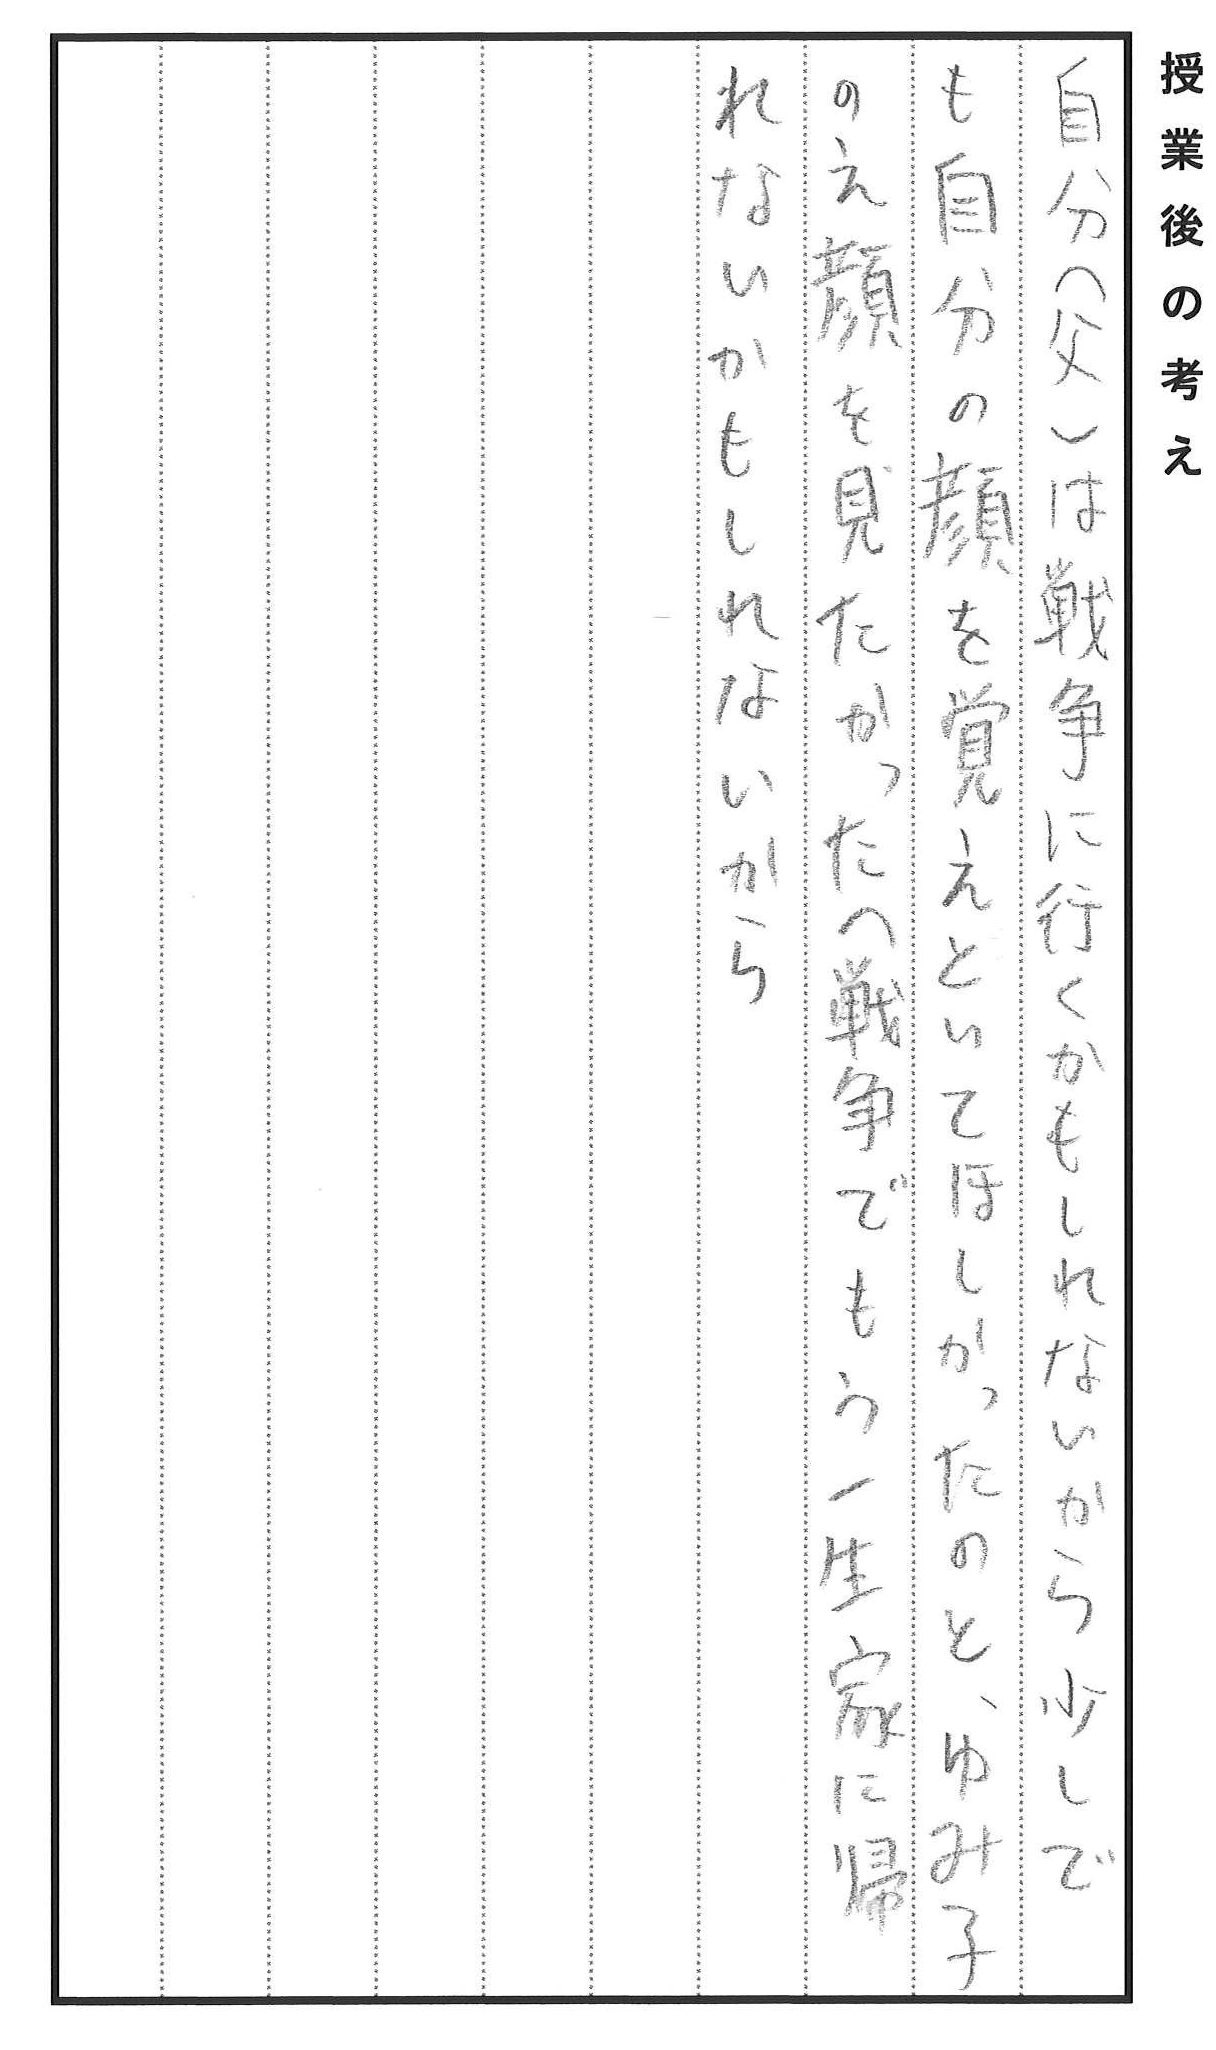 授業後の考え
自分(父)は戦争に行くかもしれないから少しで
も自分の顔を覚えといてほしかったのと、ゆみ子
のえ顔を見たかったへ戦争でもう一生家に帰
れないかもしれないから